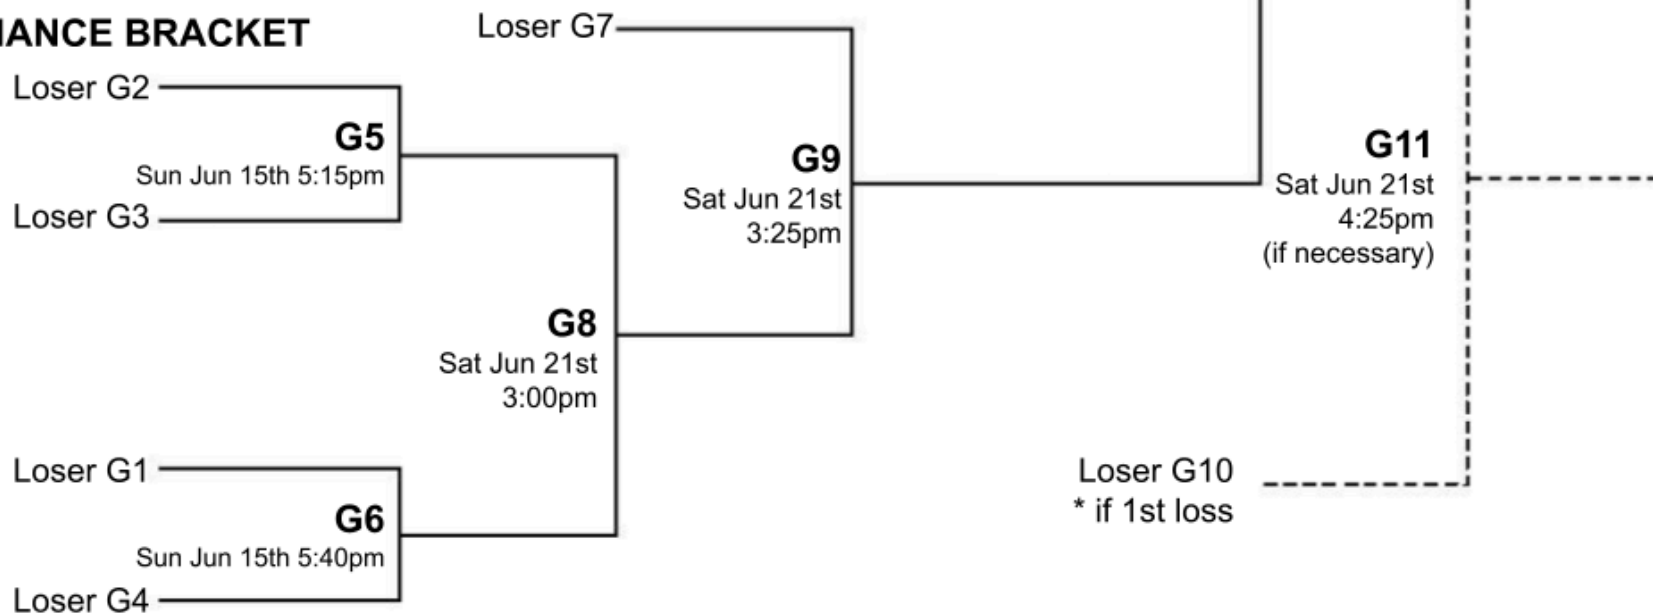 IANCE BRACKET
Loser G7
Loser G2
G5
Sun Jun 15th 5:15pm
Loser G3
G9
Sat Jun 21st
3:25pm
G11
Sat Jun 21st
4:25pm
(if necessary)
G8
Sat Jun 21st
3:00pm
Loser G1
G6
Sun Jun 15th 5:40pm
Loser G4
Loser G10
* if 1st loss